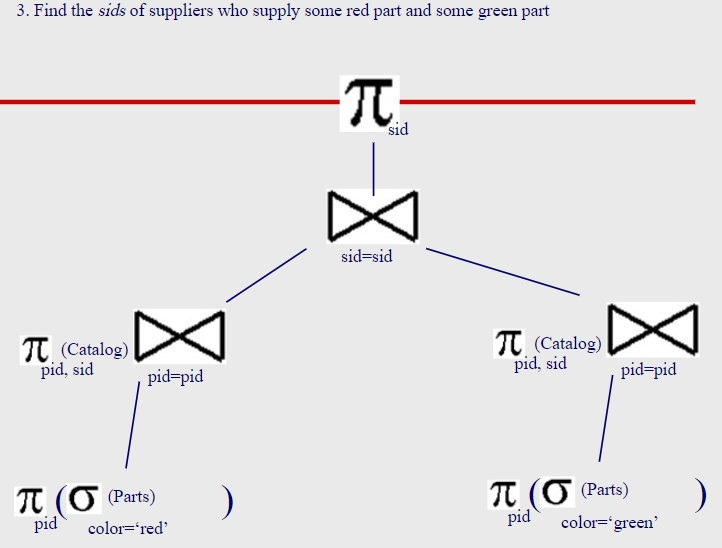 3. Find the sids of suppliers who supply some red part and some green part
π sid
⋈
sid=sid
π (Catalog) ⋈
pid, sid pid=pid
π (Catalog) ⋈
pid, sid pid=pid
π (σ (Parts) )
pid color=‘red’
π (σ (Parts) )
pid color=‘green’